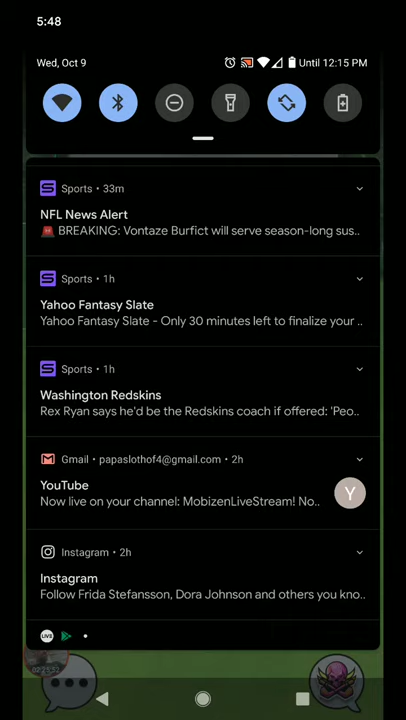 5:48
Wed, Oct 9
Until 12:15 PM
Sports • 33m
NFL News Alert
🚨 BREAKING: Vontaze Burfict will serve season-long sus..
Sports • 1h
Yahoo Fantasy Slate
Yahoo Fantasy Slate - Only 30 minutes left to finalize your ..
Sports • 1h
Washington Redskins
Rex Ryan says he'd be the Redskins coach if offered: 'Peo..
Gmail • papaslothof4@gmail.com • 2h
YouTube
Now live on your channel: MobizenLiveStream! No..
Y
Instagram • 2h
Instagram
Follow Frida Stefansson, Dora Johnson and others you kno..
LIVE
02:25:32